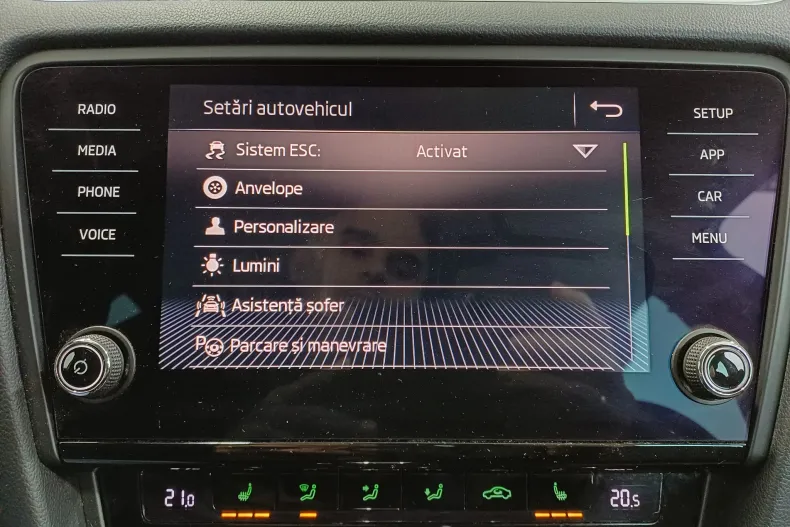 RADIO
MEDIA
PHONE
VOICE
Setări autovehicul
Sistem ESC: Activat
Anvelope
Personalizare
Lumini
Asistență șofer
P Parcare și manevrare
SETUP
APP
CAR
MENU
21,0
20,5